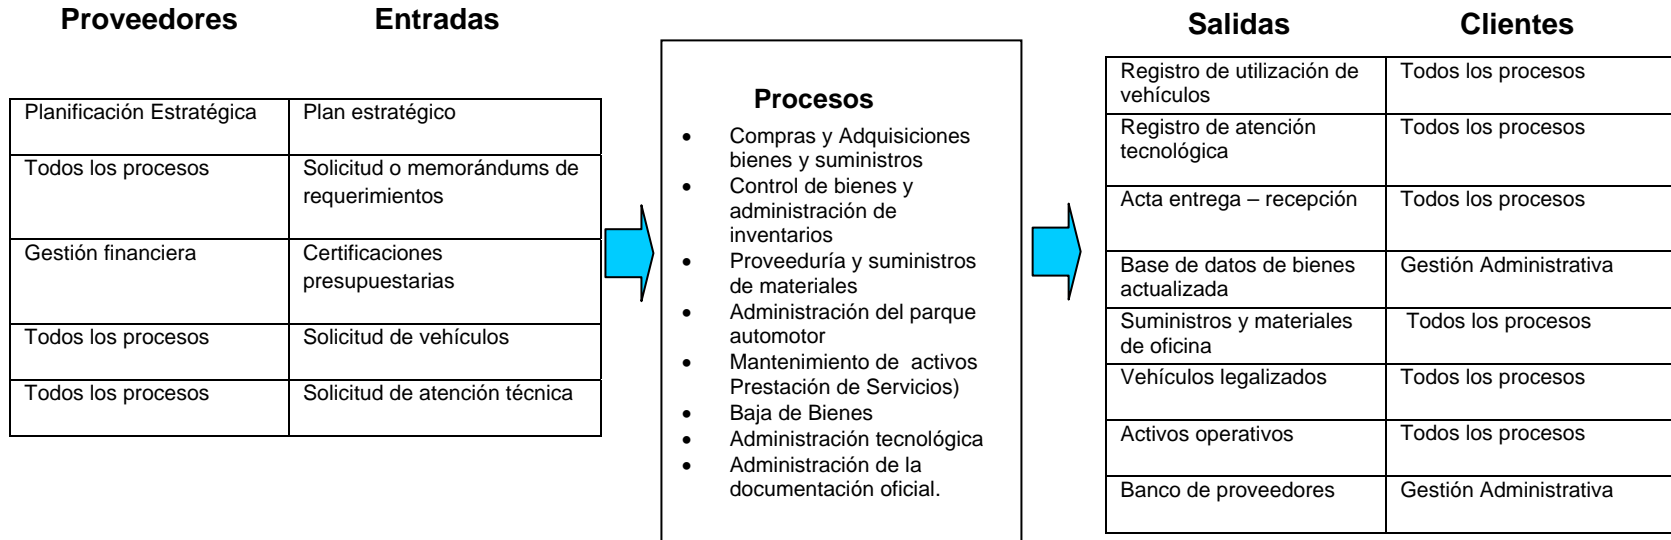 Proveedores
Entradas
Planificación Estratégica
Plan estratégico
Todos los procesos
Solicitud o memorándums de
requerimientos
Gestión financiera
Certificaciones
presupuestarias
Todos los procesos
Solicitud de vehículos
Todos los procesos
Solicitud de atención técnica
Procesos
• Compras y Adquisiciones
bienes y suministros
• Control de bienes y
administración de
inventarios
• Proveeduría y suministros
de materiales
• Administración del parque
automotor
• Mantenimiento de activos
Prestación de Servicios)
• Baja de Bienes
• Administración tecnológica
• Administración de la
documentación oficial.
Salidas
Clientes
Registro de utilización de
vehículos
Todos los procesos
Registro de atención
tecnológica
Todos los procesos
Acta entrega – recepción
Todos los procesos
Base de datos de bienes
actualizada
Gestión Administrativa
Suministros y materiales
de oficina
Todos los procesos
Vehículos legalizados
Todos los procesos
Activos operativos
Todos los procesos
Banco de proveedores
Gestión Administrativa